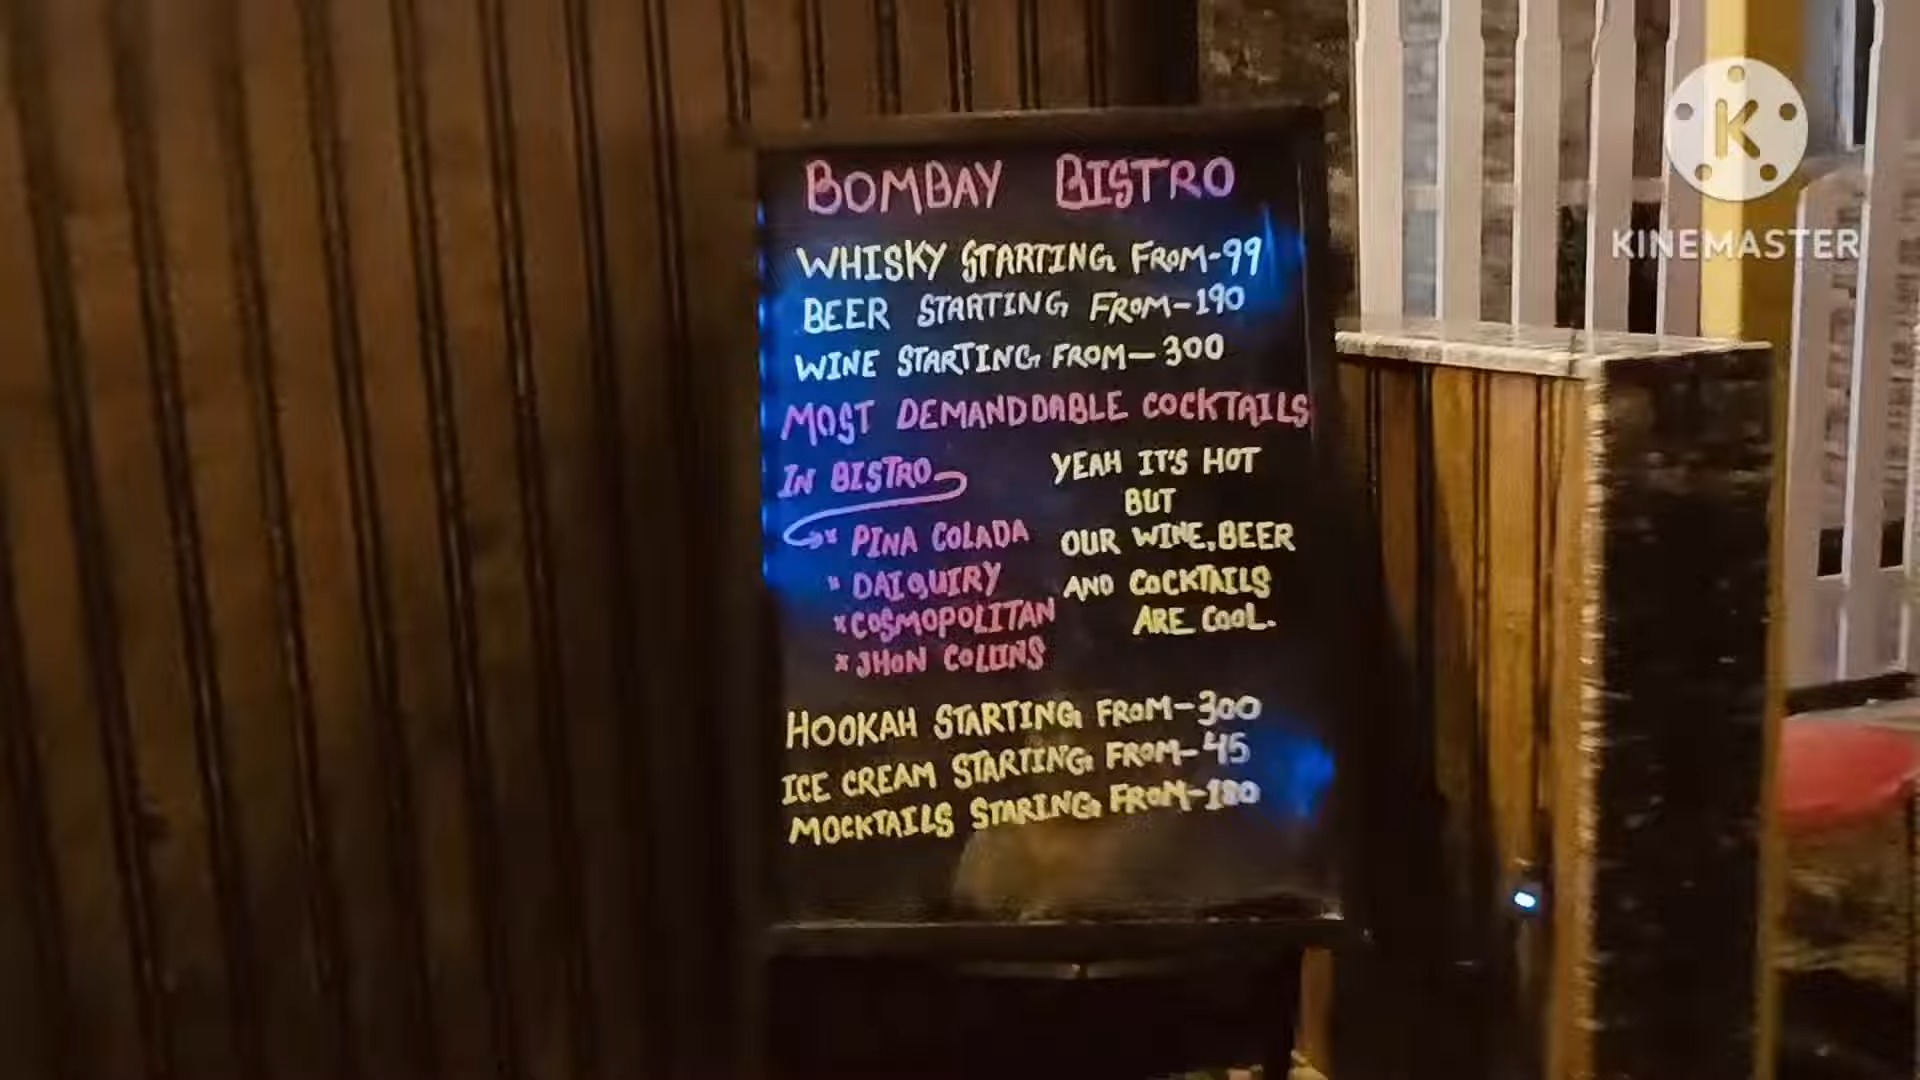 BOMBAY BISTRO
WHISKY STARTING FROM-99
BEER STARTING FROM-190
WINE STARTING FROM-300
MOST DEMANDDABLE COCKTAILS
IN BISTRO
x PINA COLADA
x DAIQUIRY
x COSMOPOLITAN
x JHON COLLINS
YEAH IT'S HOT
BUT
OUR WINE, BEER
AND COCKTAILS
ARE COOL.
HOOKAH STARTING FROM-300
ICE CREAM STARTING FROM-45
MOCKTAILS STARING FROM-180
K
KINEMASTER